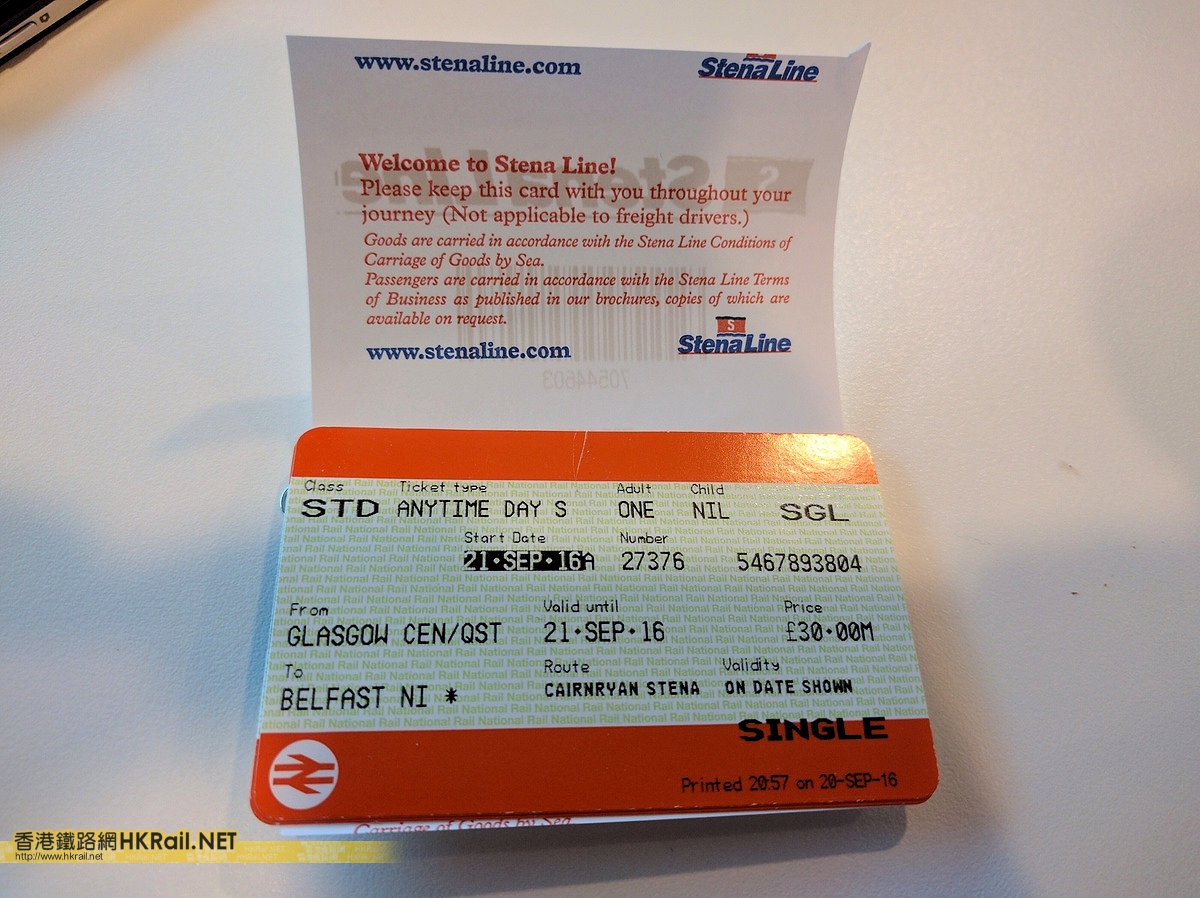 www.stenaline.com StenaLine
Welcome to Stena Line!
Please keep this card with you throughout your
journey (Not applicable to freight drivers.)
Goods are carried in accordance with the Stena Line Conditions of
Carriage of Goods by Sea.
Passengers are carried in accordance with the Stena Line Terms
of Business as published in our brochures, copies of which are
available on request.
S
www.stenaline.com StenaLine
70544603
Class Ticket type Adult Child
STD ANYTIME DAY S ONE NIL SGL
Start Date Number
21·SEP·16A 27376 5467893804
From Valid until Price
GLASGOW CEN/QST 21·SEP·16 £30·00M
To Route Validity
BELFAST NI * CAIRNRYAN STENA ON DATE SHOWN
SINGLE
Printed 20:57 on 20-SEP-16
Carriage of Goods by Sea
香港鐵路網HKRail.NET
http://www.hkrail.net